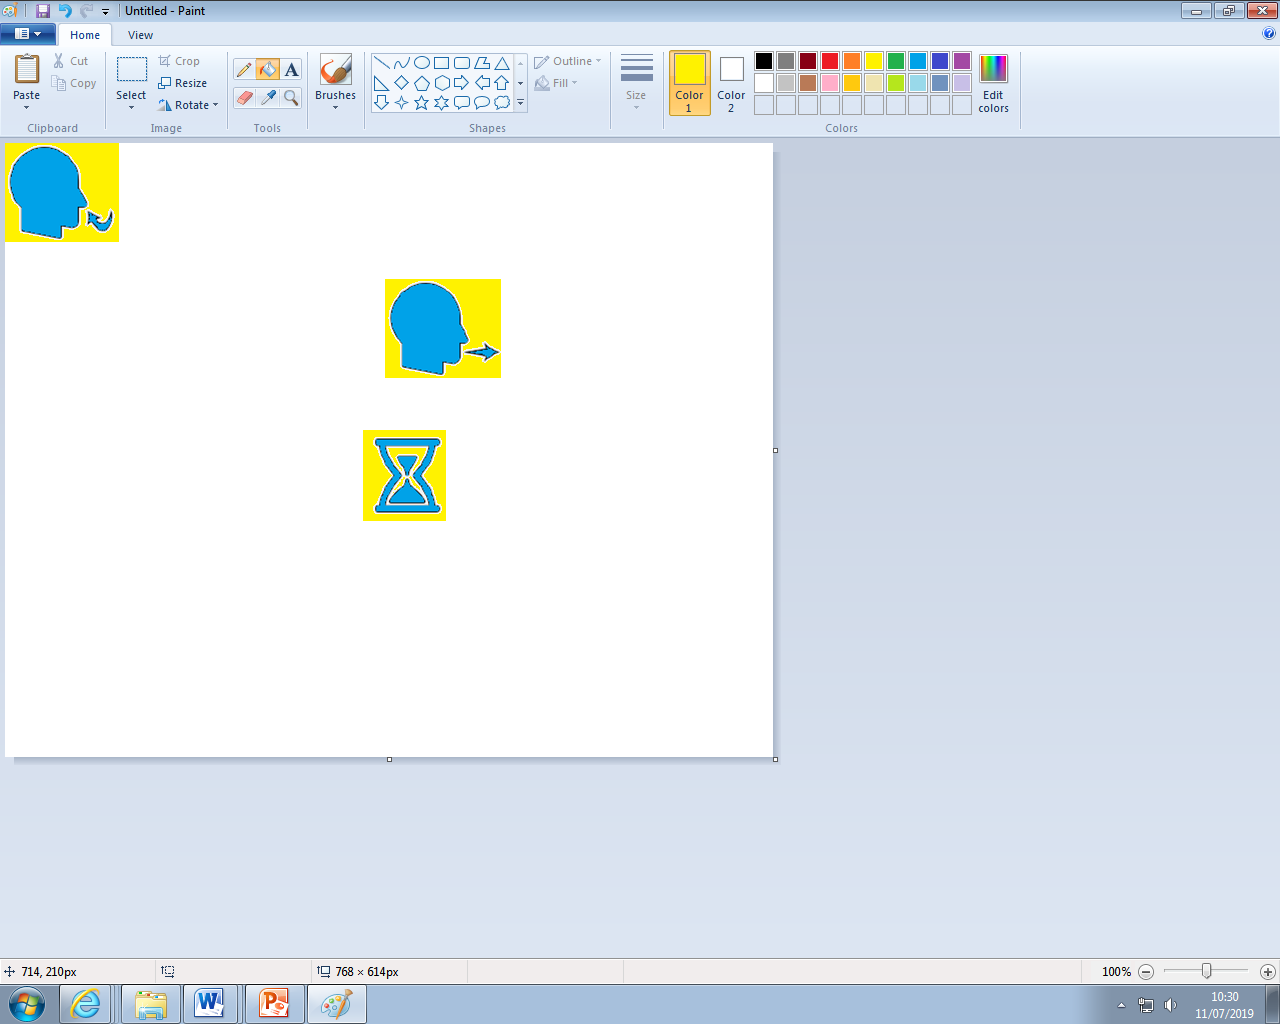 Untitled - Paint
Home View
Cut
Copy
Paste
Clipboard
Select
Crop
Resize
Rotate
Image
A
Tools
Brushes
Outline
Fill
Shapes
Size
Color 1
Color 2
Edit colors
Colors
714, 210px
768 × 614px
100%
W
P
10:30
11/07/2019